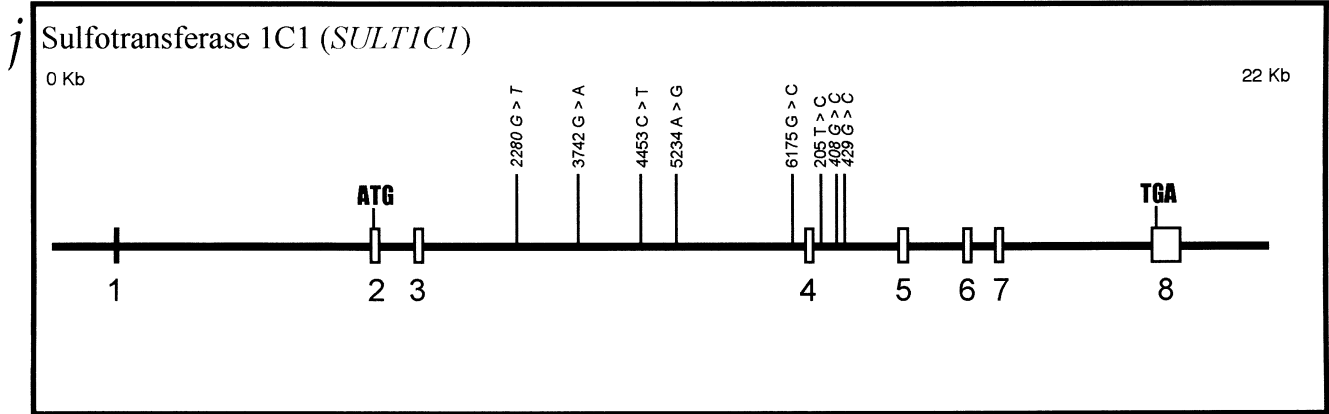 j
Sulfotransferase 1C1 (SULT1C1)
0 Kb
22 Kb
2280 G > T
3742 G > A
4453 C > T
5234 A > G
6175 G > C
205 T > C
408 G > C
429 G > C
ATG
TGA
1 2 3 4 5 6 7 8